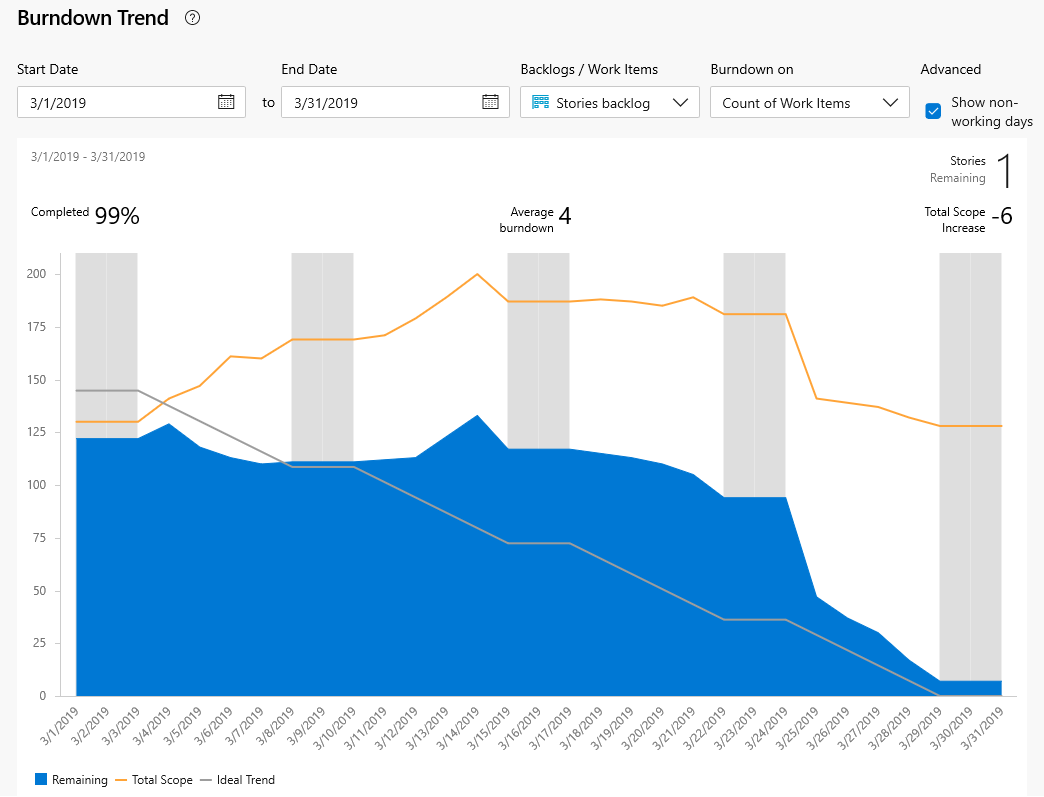 Burndown Trend ?
Start Date
End Date
Backlogs / Work Items
Burndown on
Advanced
3/1/2019
to
3/31/2019
Stories backlog
Count of Work Items
Show non-
working days
3/1/2019 - 3/31/2019
Stories
Remaining
1
Completed 99%
Average
burndown
4
Total Scope
Increase
-6
200
175
150
125
100
75
50
25
0
3/1/2019
3/2/2019
3/3/2019
3/4/2019
3/5/2019
3/6/2019
3/7/2019
3/8/2019
3/9/2019
3/10/2019
3/11/2019
3/12/2019
3/13/2019
3/14/2019
3/15/2019
3/16/2019
3/17/2019
3/18/2019
3/19/2019
3/20/2019
3/21/2019
3/22/2019
3/23/2019
3/24/2019
3/25/2019
3/26/2019
3/27/2019
3/28/2019
3/29/2019
3/30/2019
3/31/2019
Remaining
Total Scope
Ideal Trend